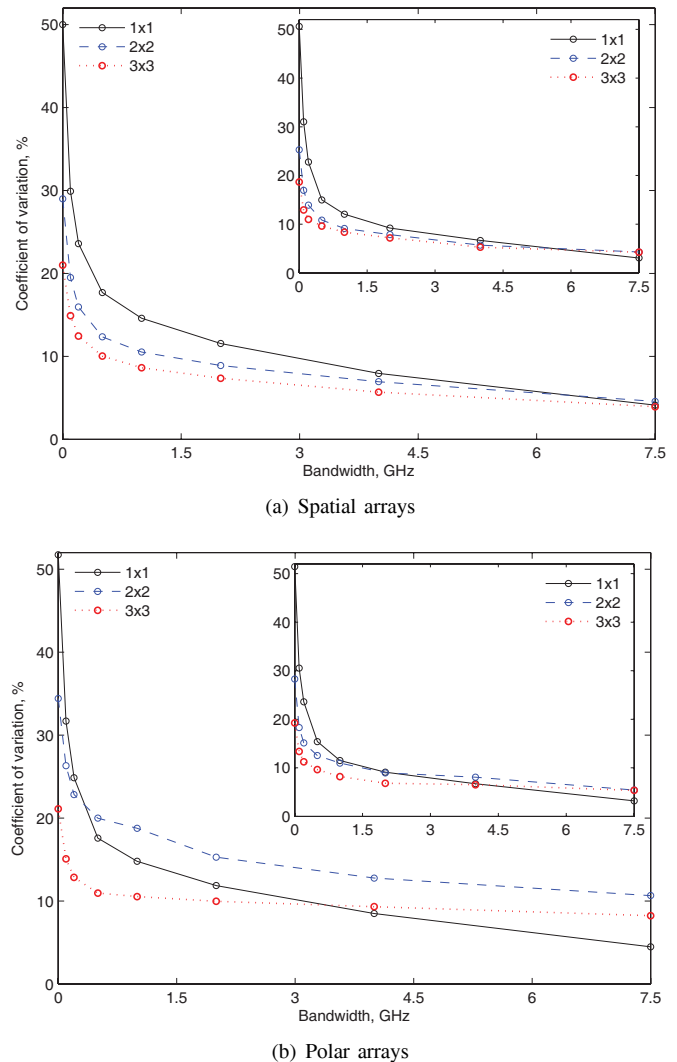 50
40
30
20
10
0
Coefficient of variation, %
1x1
2x2
3x3
50
40
30
20
10
0
1x1
2x2
3x3
0
1.5
3
4.5
6
7.5
0
1.5
3
4.5
6
7.5
Bandwidth, GHz
(a) Spatial arrays
50
40
30
20
10
0
Coefficient of variation, %
1x1
2x2
3x3
50
40
30
20
10
0
1x1
2x2
3x3
0
1.5
3
4.5
6
7.5
0
1.5
3
4.5
6
7.5
Bandwidth, GHz
(b) Polar arrays